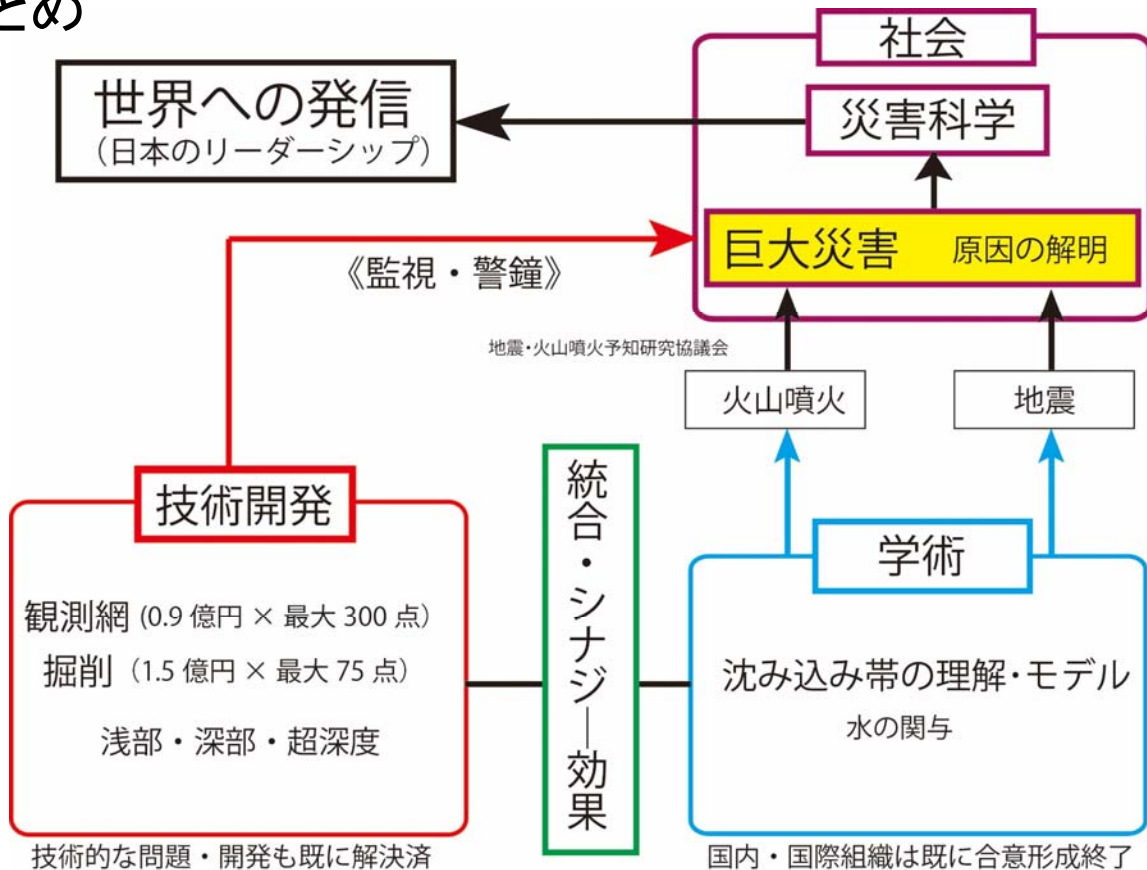 とめ
社会
世界への発信
（日本のリーダーシップ）
災害科学
巨大災害 原因の解明
《監視・警鐘》
地震・火山噴火予知研究協議会
火山噴火
地震
技術開発
観測網 (0.9 億円 × 最大 300 点)
掘削 （1.5 億円 × 最大 75 点）
浅部・深部・超深度
技術的な問題・開発も既に解決済
統合・シナジー効果
学術
沈み込み帯の理解・モデル
水の関与
国内・国際組織は既に合意形成終了